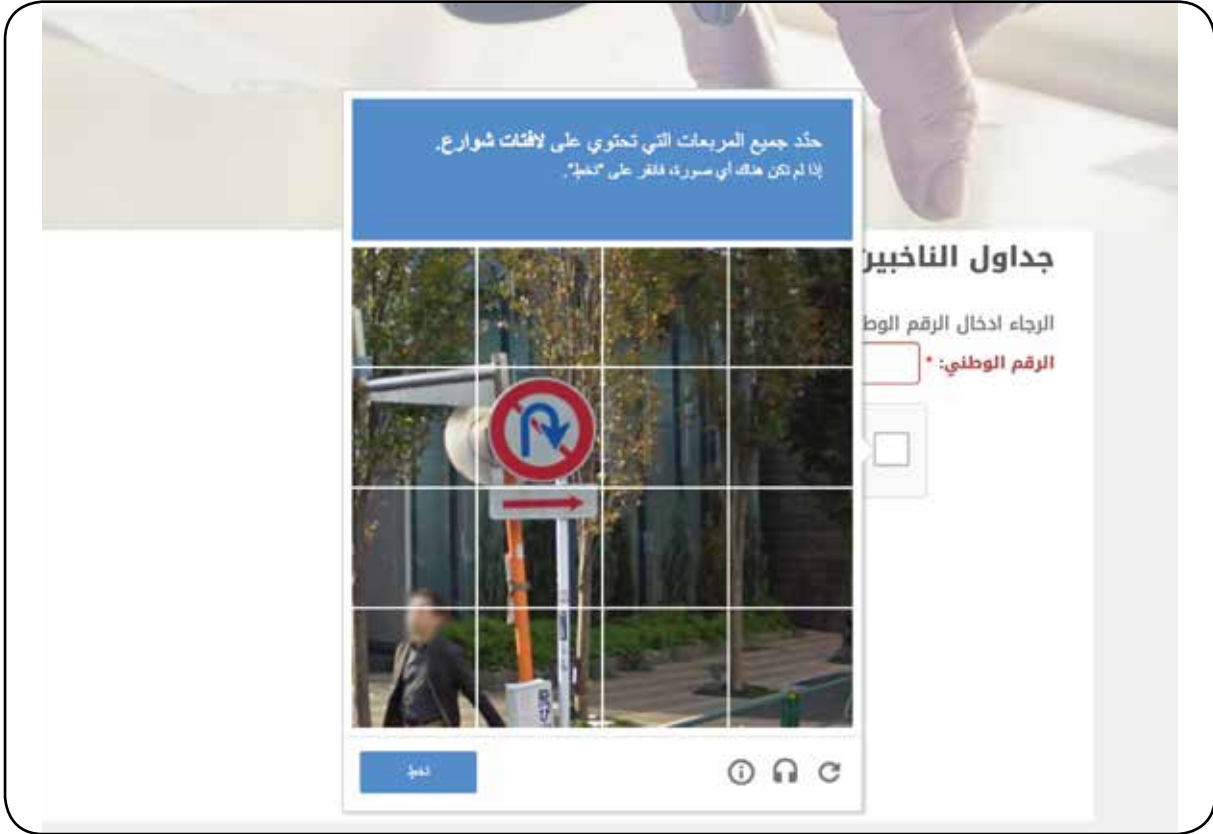 حدّد جميع المربعات التي تحتوي على لافتات شوارع.
إذا لم تكن هناك أي صورة، فانقر على "تخطٍ".
جداول الناخبين
الرجاء ادخال الرقم الوط
الرقم الوطني: *
تخطٍ